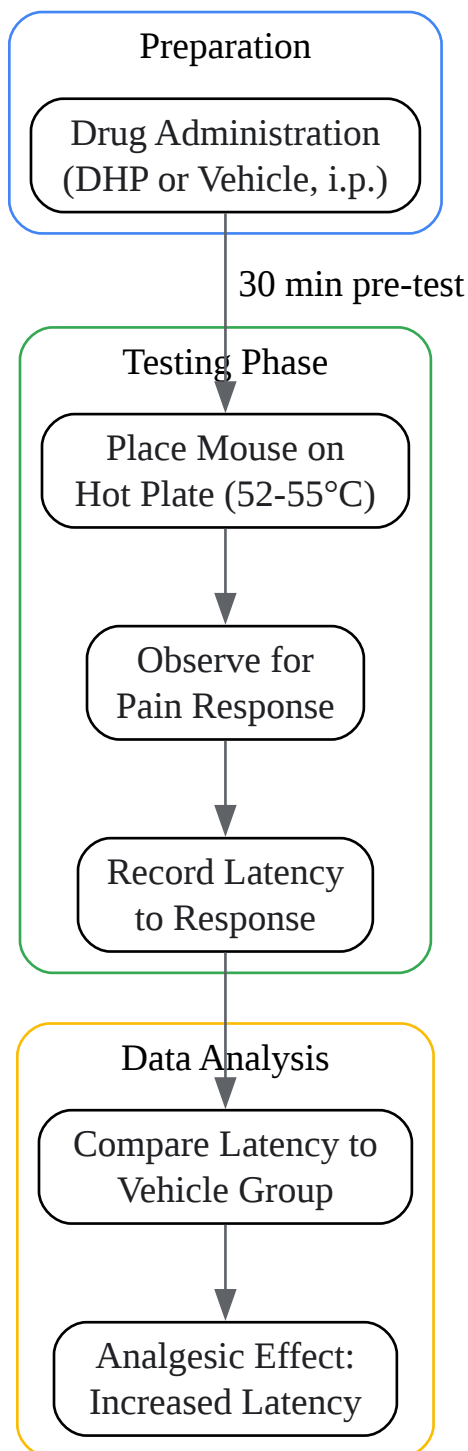 Preparation
Drug Administration
(DHP or Vehicle, i.p.)
30 min pre-test
Testing Phase
Place Mouse on
Hot Plate (52-55°C)
Observe for
Pain Response
Record Latency
to Response
Data Analysis
Compare Latency to
Vehicle Group
Analgesic Effect:
Increased Latency